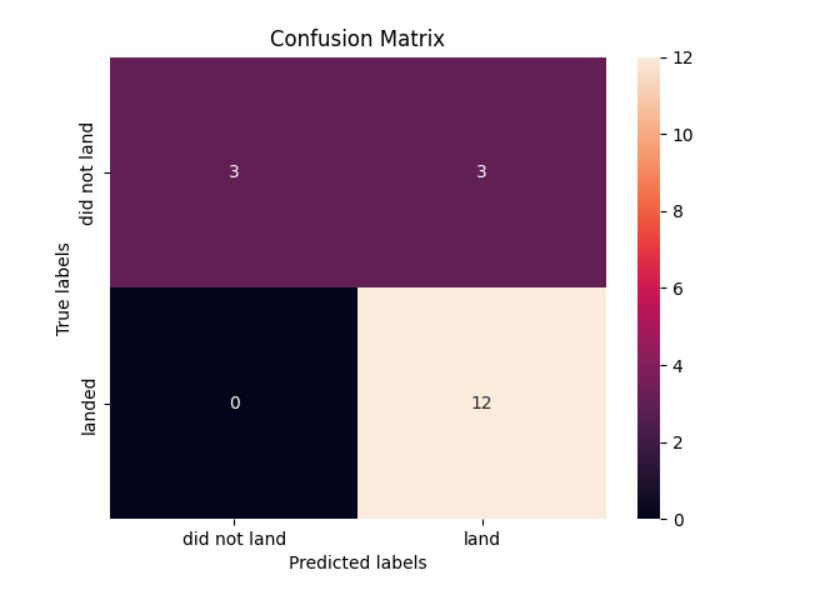 Confusion Matrix
did not land
landed
True labels
3
3
0
12
did not land
land
Predicted labels
12
10
8
6
4
2
0